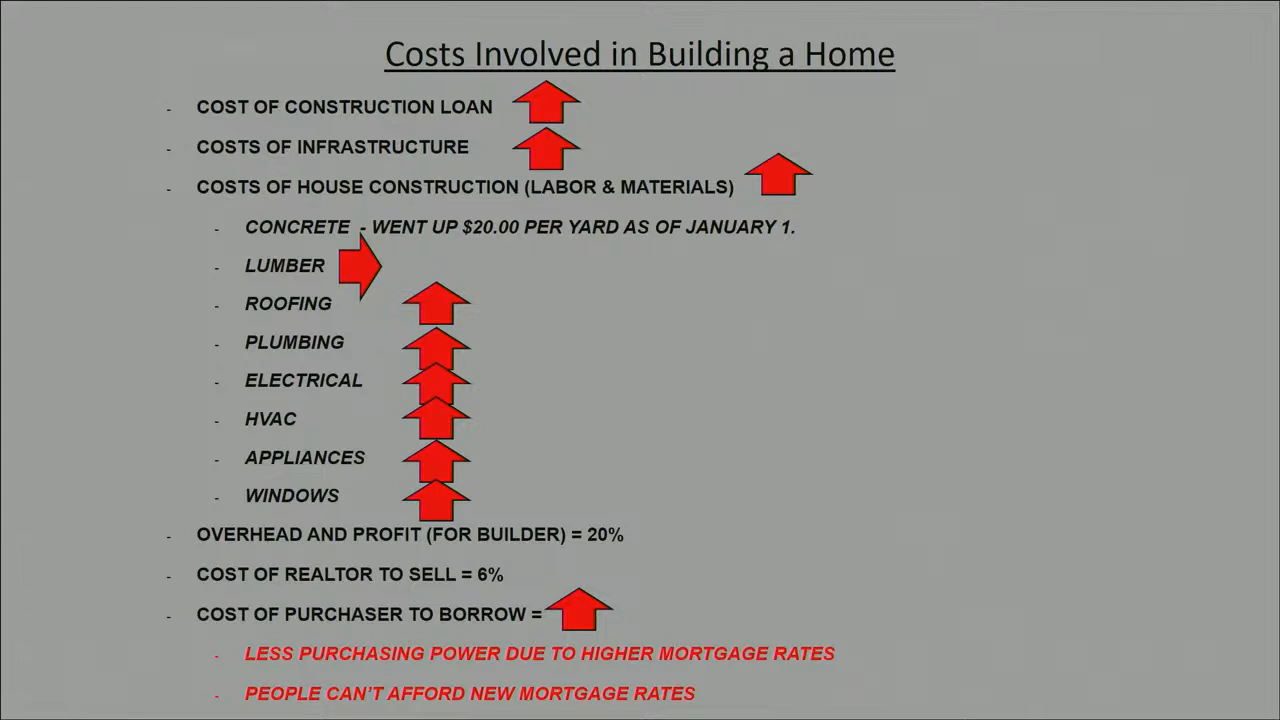 Costs Involved in Building a Home
- COST OF CONSTRUCTION LOAN
- COSTS OF INFRASTRUCTURE
- COSTS OF HOUSE CONSTRUCTION (LABOR & MATERIALS)
- CONCRETE - WENT UP $20.00 PER YARD AS OF JANUARY 1.
- LUMBER
- ROOFING
- PLUMBING
- ELECTRICAL
- HVAC
- APPLIANCES
- WINDOWS
- OVERHEAD AND PROFIT (FOR BUILDER) = 20%
- COST OF REALTOR TO SELL = 6%
- COST OF PURCHASER TO BORROW =
- LESS PURCHASING POWER DUE TO HIGHER MORTGAGE RATES
- PEOPLE CAN'T AFFORD NEW MORTGAGE RATES